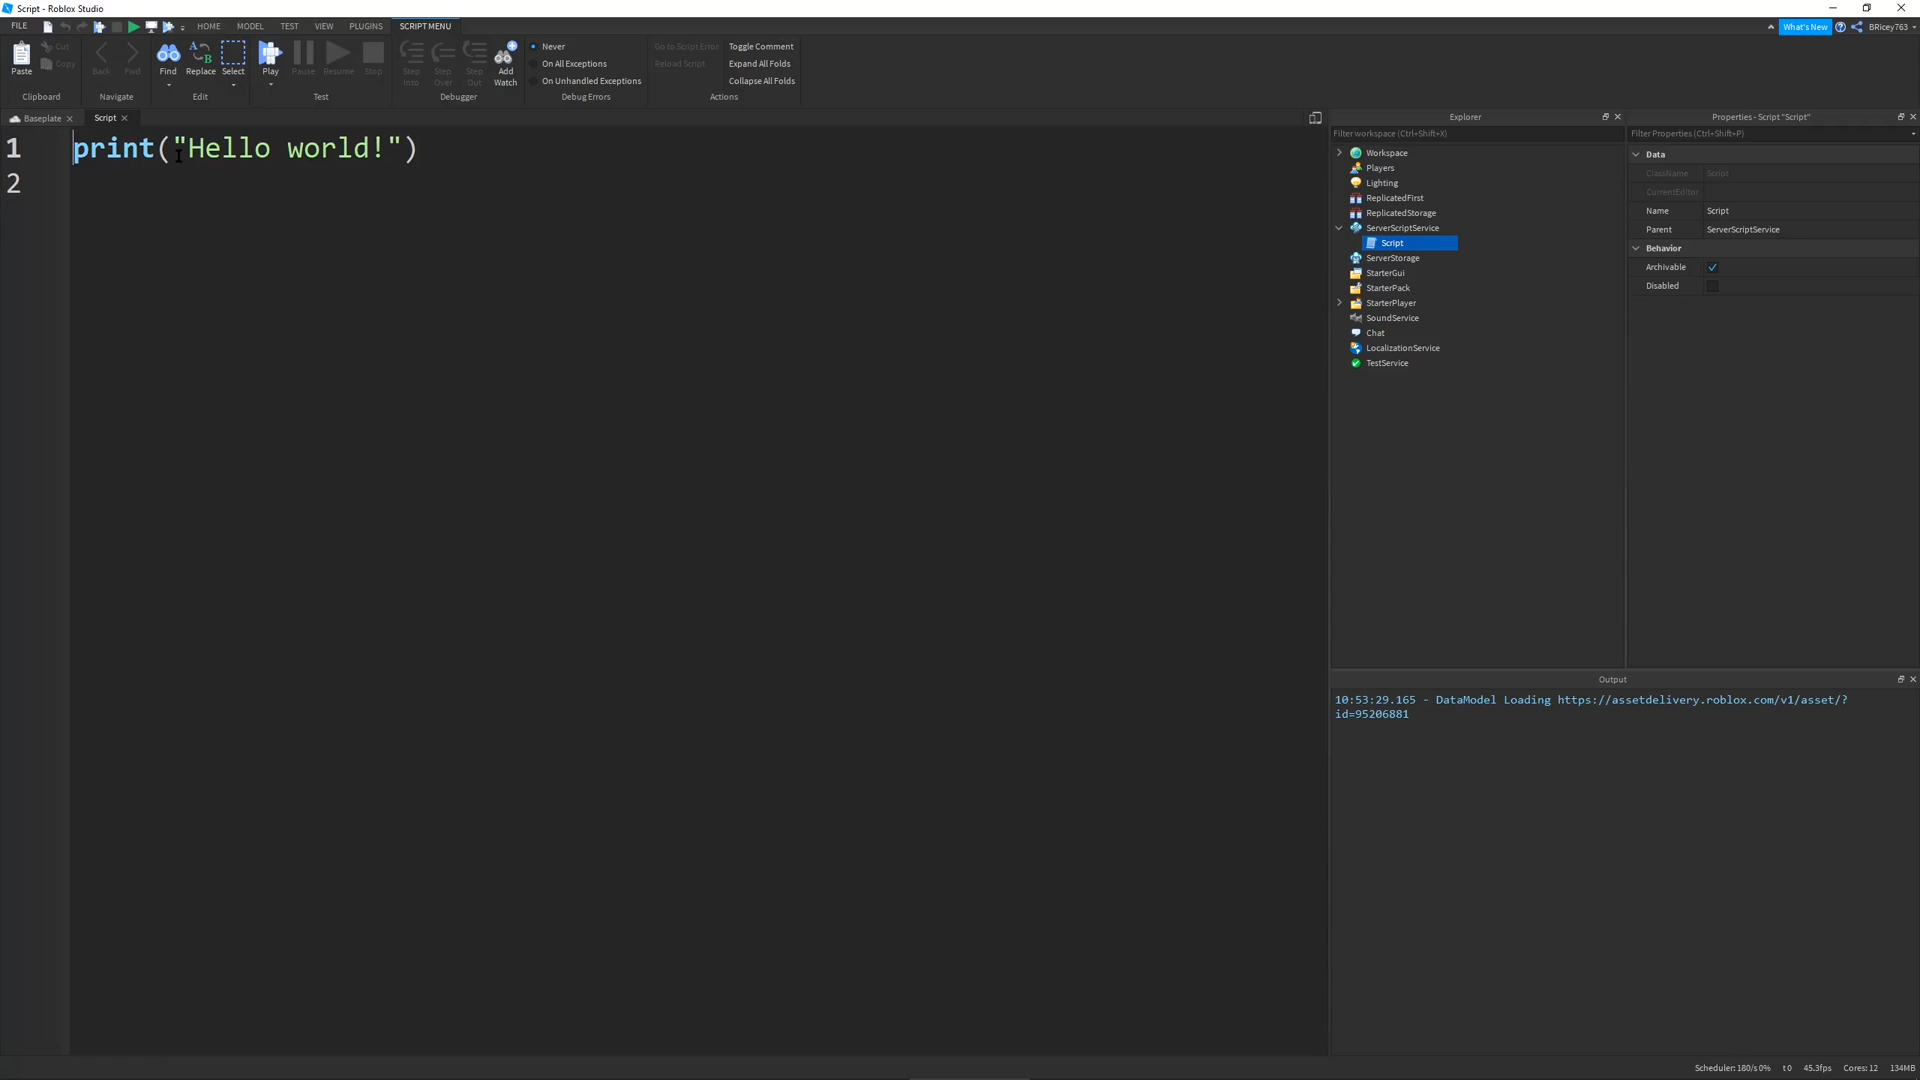 Script - Roblox Studio
FILE HOME MODEL TEST VIEW PLUGINS SCRIPT MENU What's New BRicey763
Paste Cut Copy Back Fwd Find Replace Select Play Pause Resume Stop Step Into Step Over Step Out Add Watch
Never
On All Exceptions
On Unhandled Exceptions
Go to Script Error
Reload Script
Toggle Comment
Expand All Folds
Collapse All Folds
Clipboard Navigate Edit Test Debugger Debug Errors Actions
Baseplate Script
1 print("Hello world!")
2
Explorer
Filter workspace (Ctrl+Shift+X)
Workspace
Players
Lighting
ReplicatedFirst
ReplicatedStorage
ServerScriptService
Script
ServerStorage
StarterGui
StarterPack
StarterPlayer
SoundService
Chat
LocalizationService
TestService
Properties - Script "Script"
Filter Properties (Ctrl+Shift+P)
Data
ClassName Script
CurrentEditor
Name Script
Parent ServerScriptService
Behavior
Archivable
Disabled
Output
10:53:29.165 - DataModel Loading https://assetdelivery.roblox.com/v1/asset/?
id=95206881
Scheduler: 180/s 0% t 0 45.3fps Cores: 12 134MB